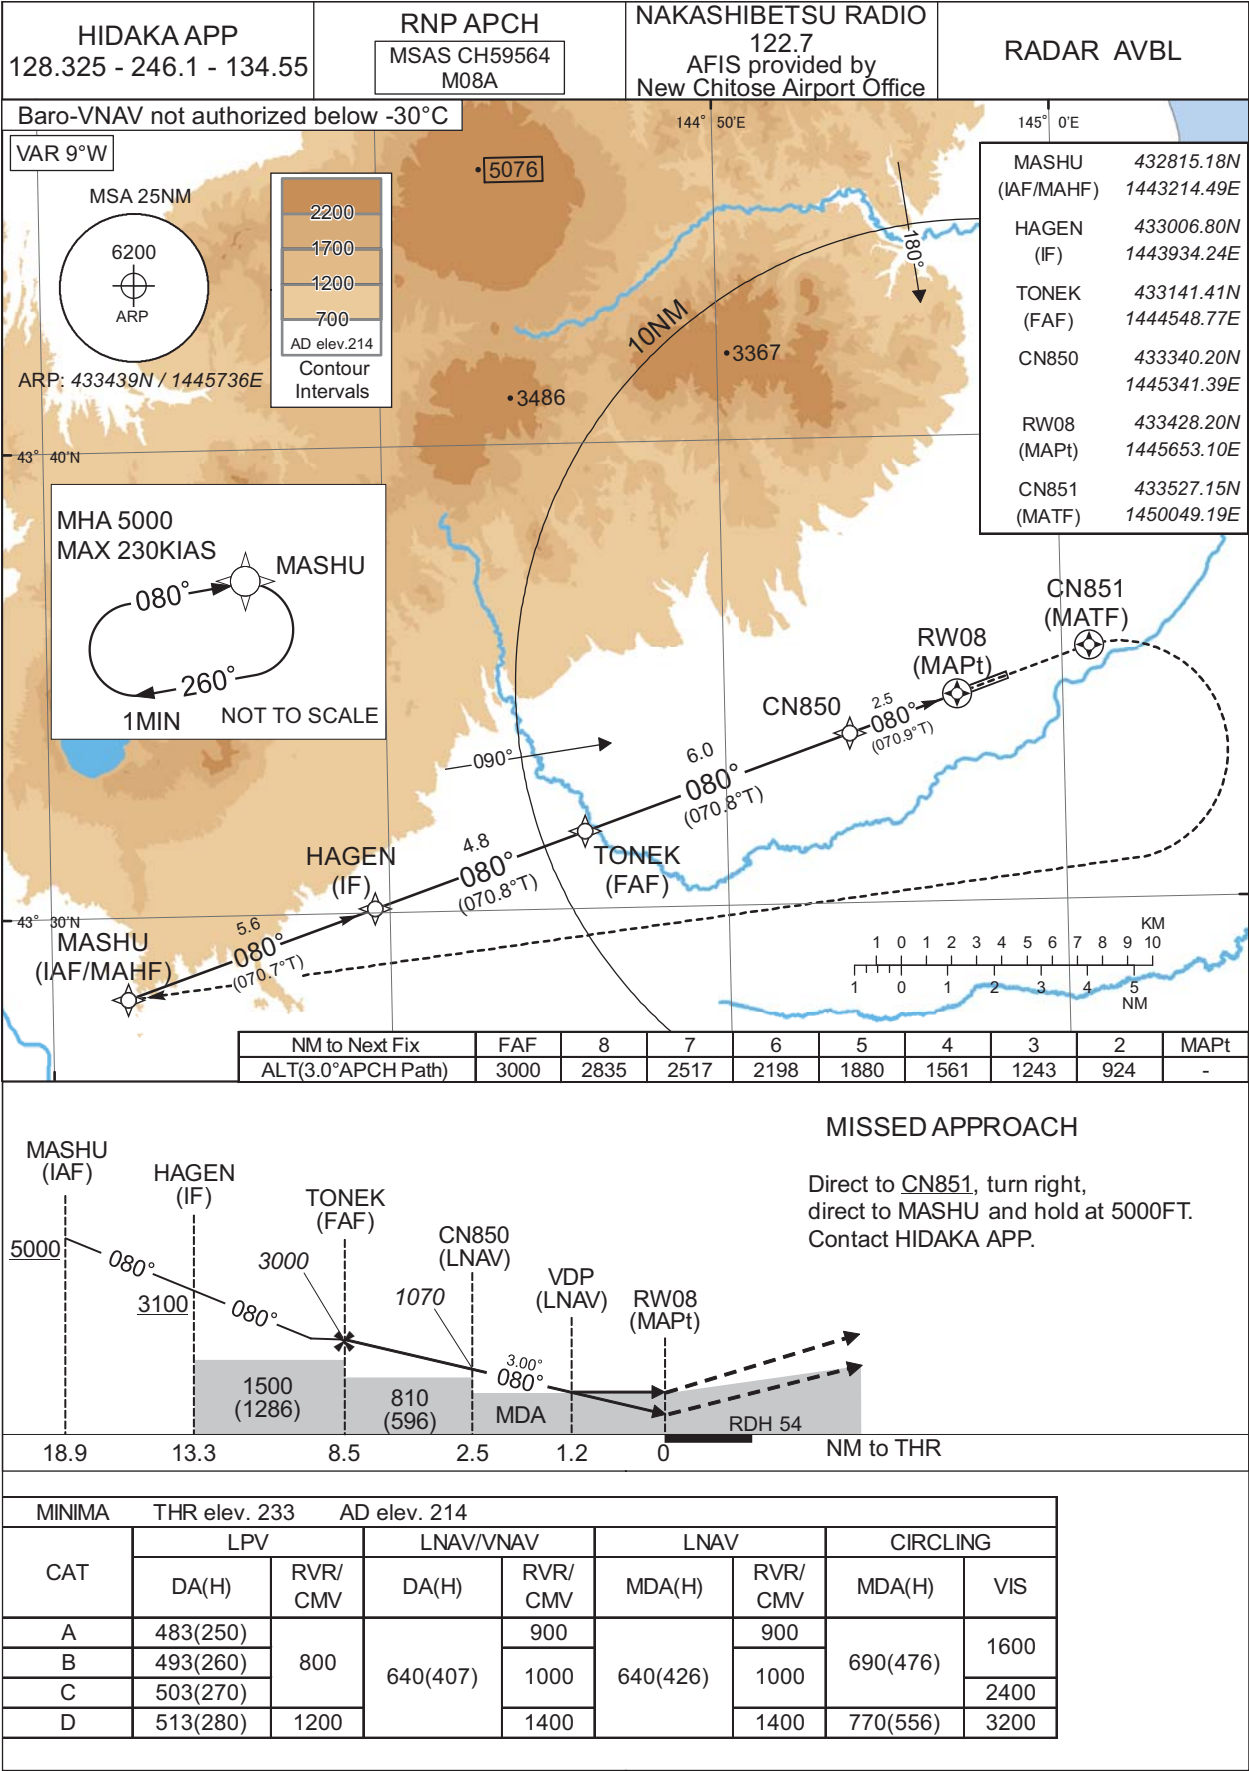 HIDAKA APP
128.325 - 246.1 - 134.55
RNP APCH
MSAS CH59564
M08A
NAKASHIBETSU RADIO
122.7
AFIS provided by
New Chitose Airport Office
RADAR AVBL
Baro-VNAV not authorized below -30°C
VAR 9°W
MSA 25NM
6200
ARP
ARP: 433439N / 1445736E
2200
1700
1200
700
AD elev.214
Contour
Intervals
5076
144° 50'E
145° 0'E
180°
10NM
3367
3486
43° 40'N
MASHU 432815.18N
(IAF/MAHF) 1443214.49E
HAGEN 433006.80N
(IF) 1443934.24E
TONEK 433141.41N
(FAF) 1444548.77E
CN850 433340.20N
1445341.39E
RW08 433428.20N
(MAPt) 1445653.10E
CN851 433527.15N
(MATF) 1450049.19E
MHA 5000
MAX 230KIAS
MASHU
080°
260°
1MIN
NOT TO SCALE
CN851
(MATF)
RW08
(MAPt)
CN850
2.5
080°
(070.9°T)
6.0
080°
(070.8°T)
090°
TONEK
(FAF)
4.8
080°
(070.8°T)
HAGEN
(IF)
43° 30'N
5.6
080°
(070.7°T)
MASHU
(IAF/MAHF)
KM
1 0 1 2 3 4 5 6 7 8 9 10
1 0 1 2 3 4 5
NM
NM to Next Fix FAF 8 7 6 5 4 3 2 MAPt
ALT(3.0°APCH Path) 3000 2835 2517 2198 1880 1561 1243 924 -
MISSED APPROACH
Direct to CN851, turn right,
direct to MASHU and hold at 5000FT.
Contact HIDAKA APP.
MASHU
(IAF)
HAGEN
(IF)
TONEK
(FAF)
CN850
(LNAV)
VDP
(LNAV)
RW08
(MAPt)
5000
080°
3100
080°
3000
1070
3.00°
080°
1500
(1286)
810
(596)
MDA
RDH 54
18.9 13.3 8.5 2.5 1.2 0 NM to THR
MINIMA THR elev. 233 AD elev. 214
CAT LPV LNAV/VNAV LNAV CIRCLING
DA(H) RVR/CMV DA(H) RVR/CMV MDA(H) RVR/CMV MDA(H) VIS
A 483(250) 800 640(407) 900 640(426) 900 690(476) 1600
B 493(260) 1000 1000
C 503(270) 2400
D 513(280) 1200 1400 1400 770(556) 3200